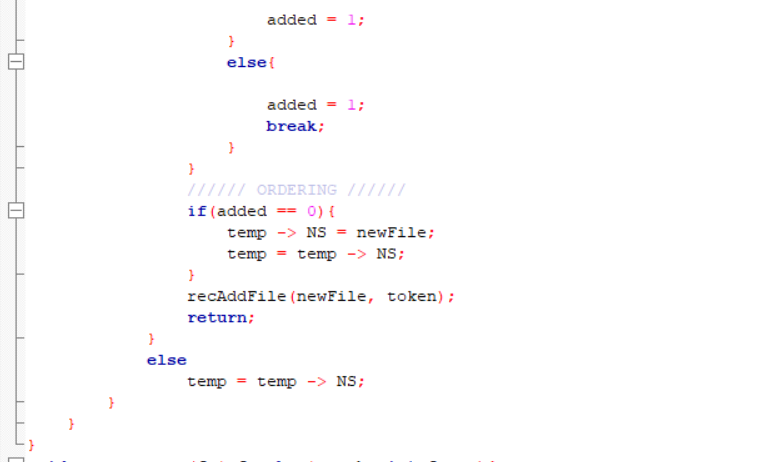 added = 1;
}
else{
added = 1;
break;
}
}
////// ORDERING //////
if(added == 0){
temp -> NS = newFile;
temp = temp -> NS;
}
recAddFile(newFile, token);
return;
}
else
temp = temp -> NS;
}
}
}